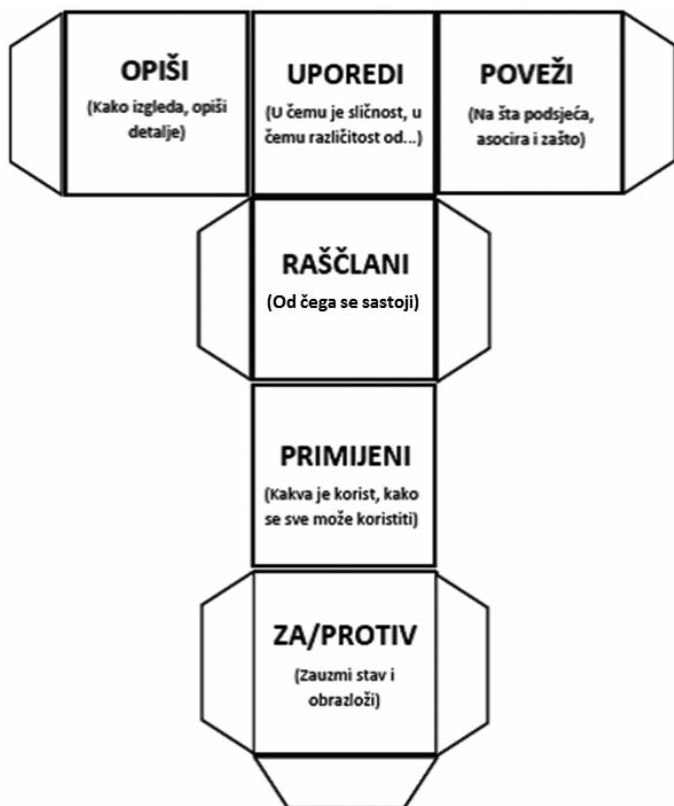 OPIŠI
(Kako izgleda, opiši
detalje)
UPOREDI
(U čemu je sličnost, u
čemu različitost od...)
POVEŽI
(Na šta podsjeća,
asocira i zašto)
RAŠČLANI
(Od čega se sastoji)
PRIMIJENI
(Kakva je korist, kako
se sve može koristiti)
ZA/PROTIV
(Zauzmi stav i
obrazloži)